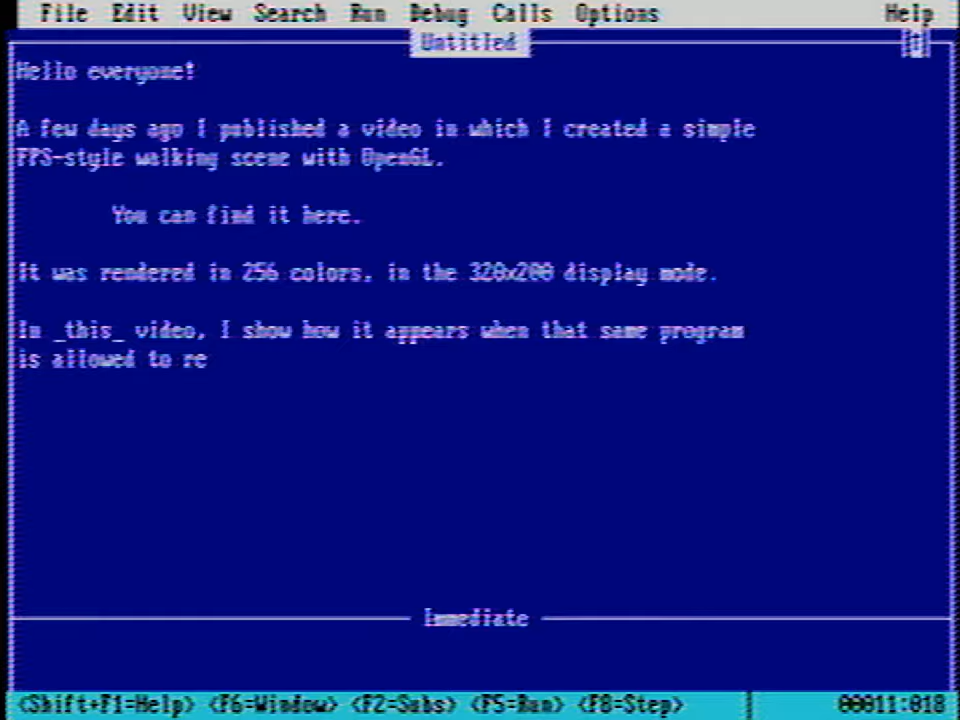 File Edit View Search Run Debug Calls Options Help
Untitled
Hello everyone!
A few days ago I published a video in which I created a simple
FPS-style walking scene with OpenGL.
You can find it here.
It was rendered in 256 colors, in the 320x200 display mode.
In _this_ video, I show how it appears when that same program
is allowed to re
Immediate
<Shift+F1=Help> <F6=Window> <F2=Subs> <F5=Run> <F8=Step> 00011:018